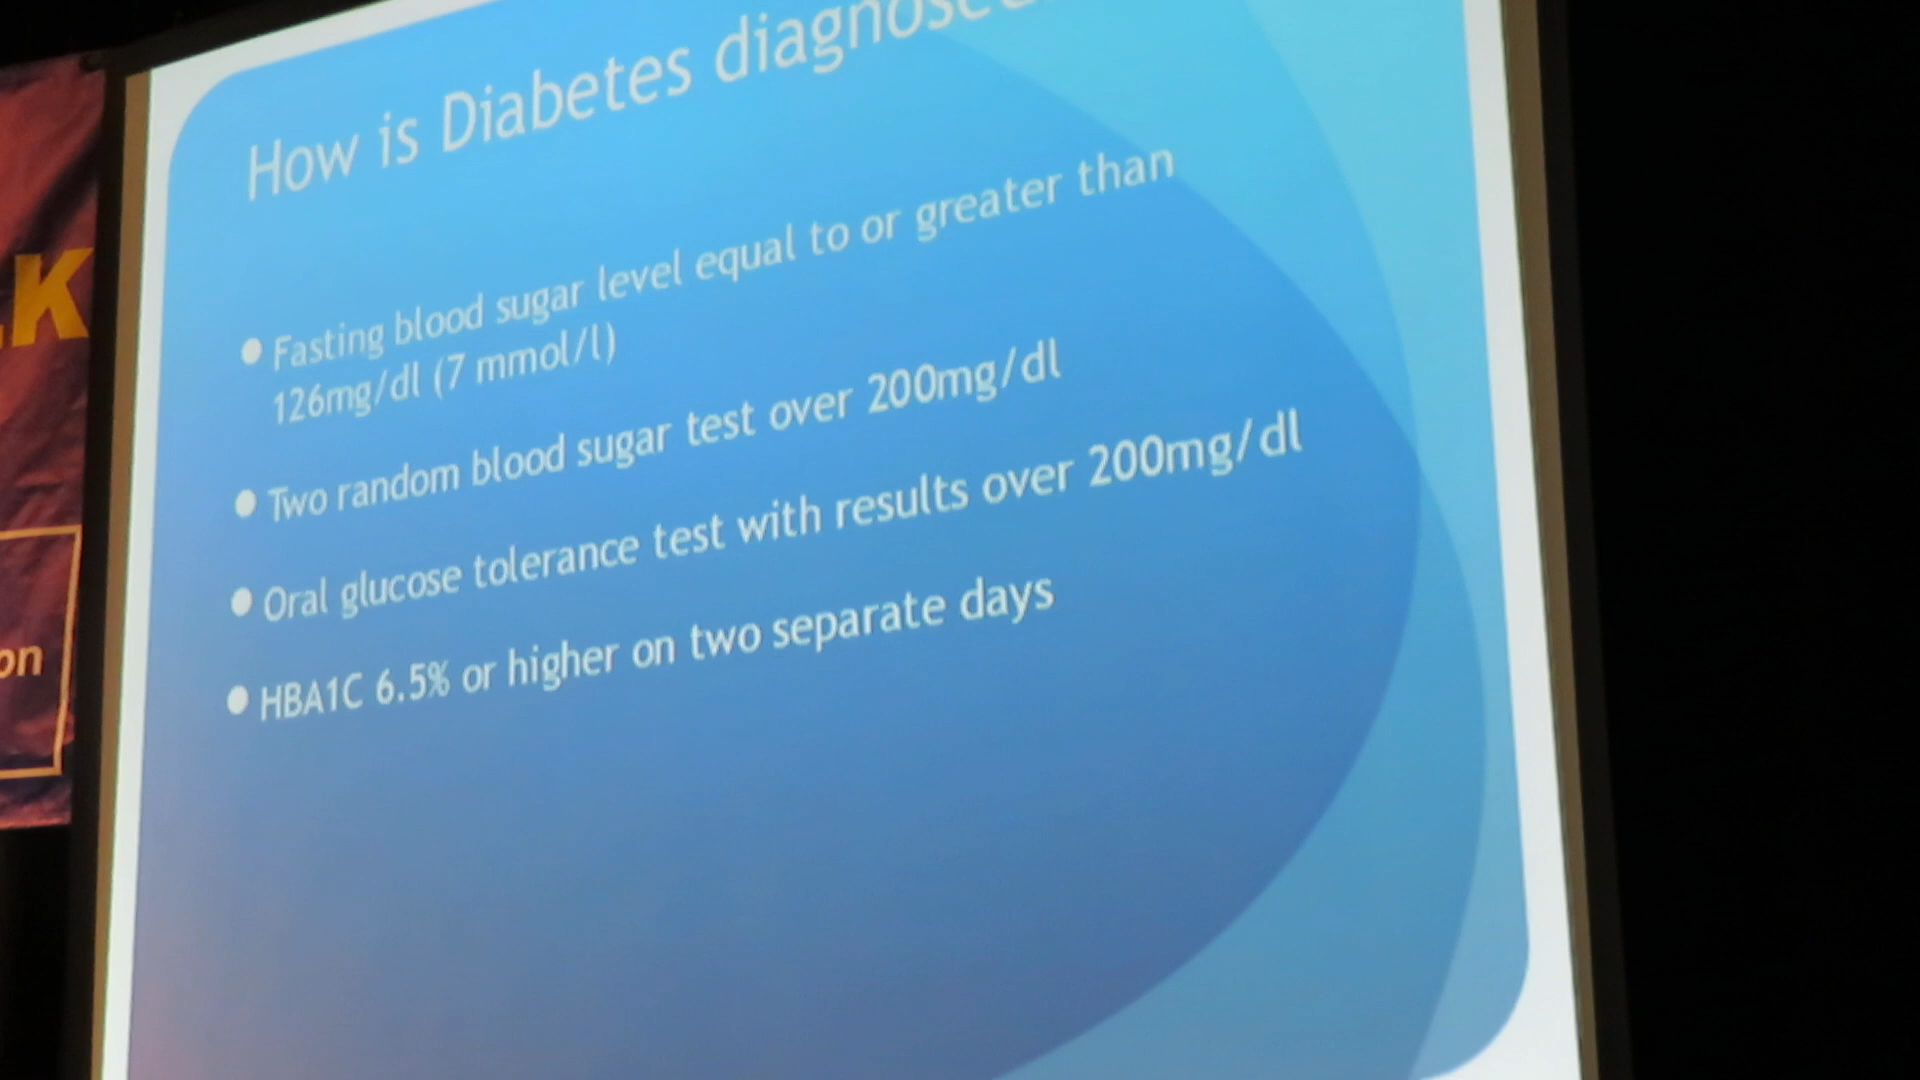 How is Diabetes diagnosed
Fasting blood sugar level equal to or greater than
126mg/dl (7 mmol/l)
Two random blood sugar test over 200mg/dl
Oral glucose tolerance test with results over 200mg/dl
HBA1C 6.5% or higher on two separate days
.K
on